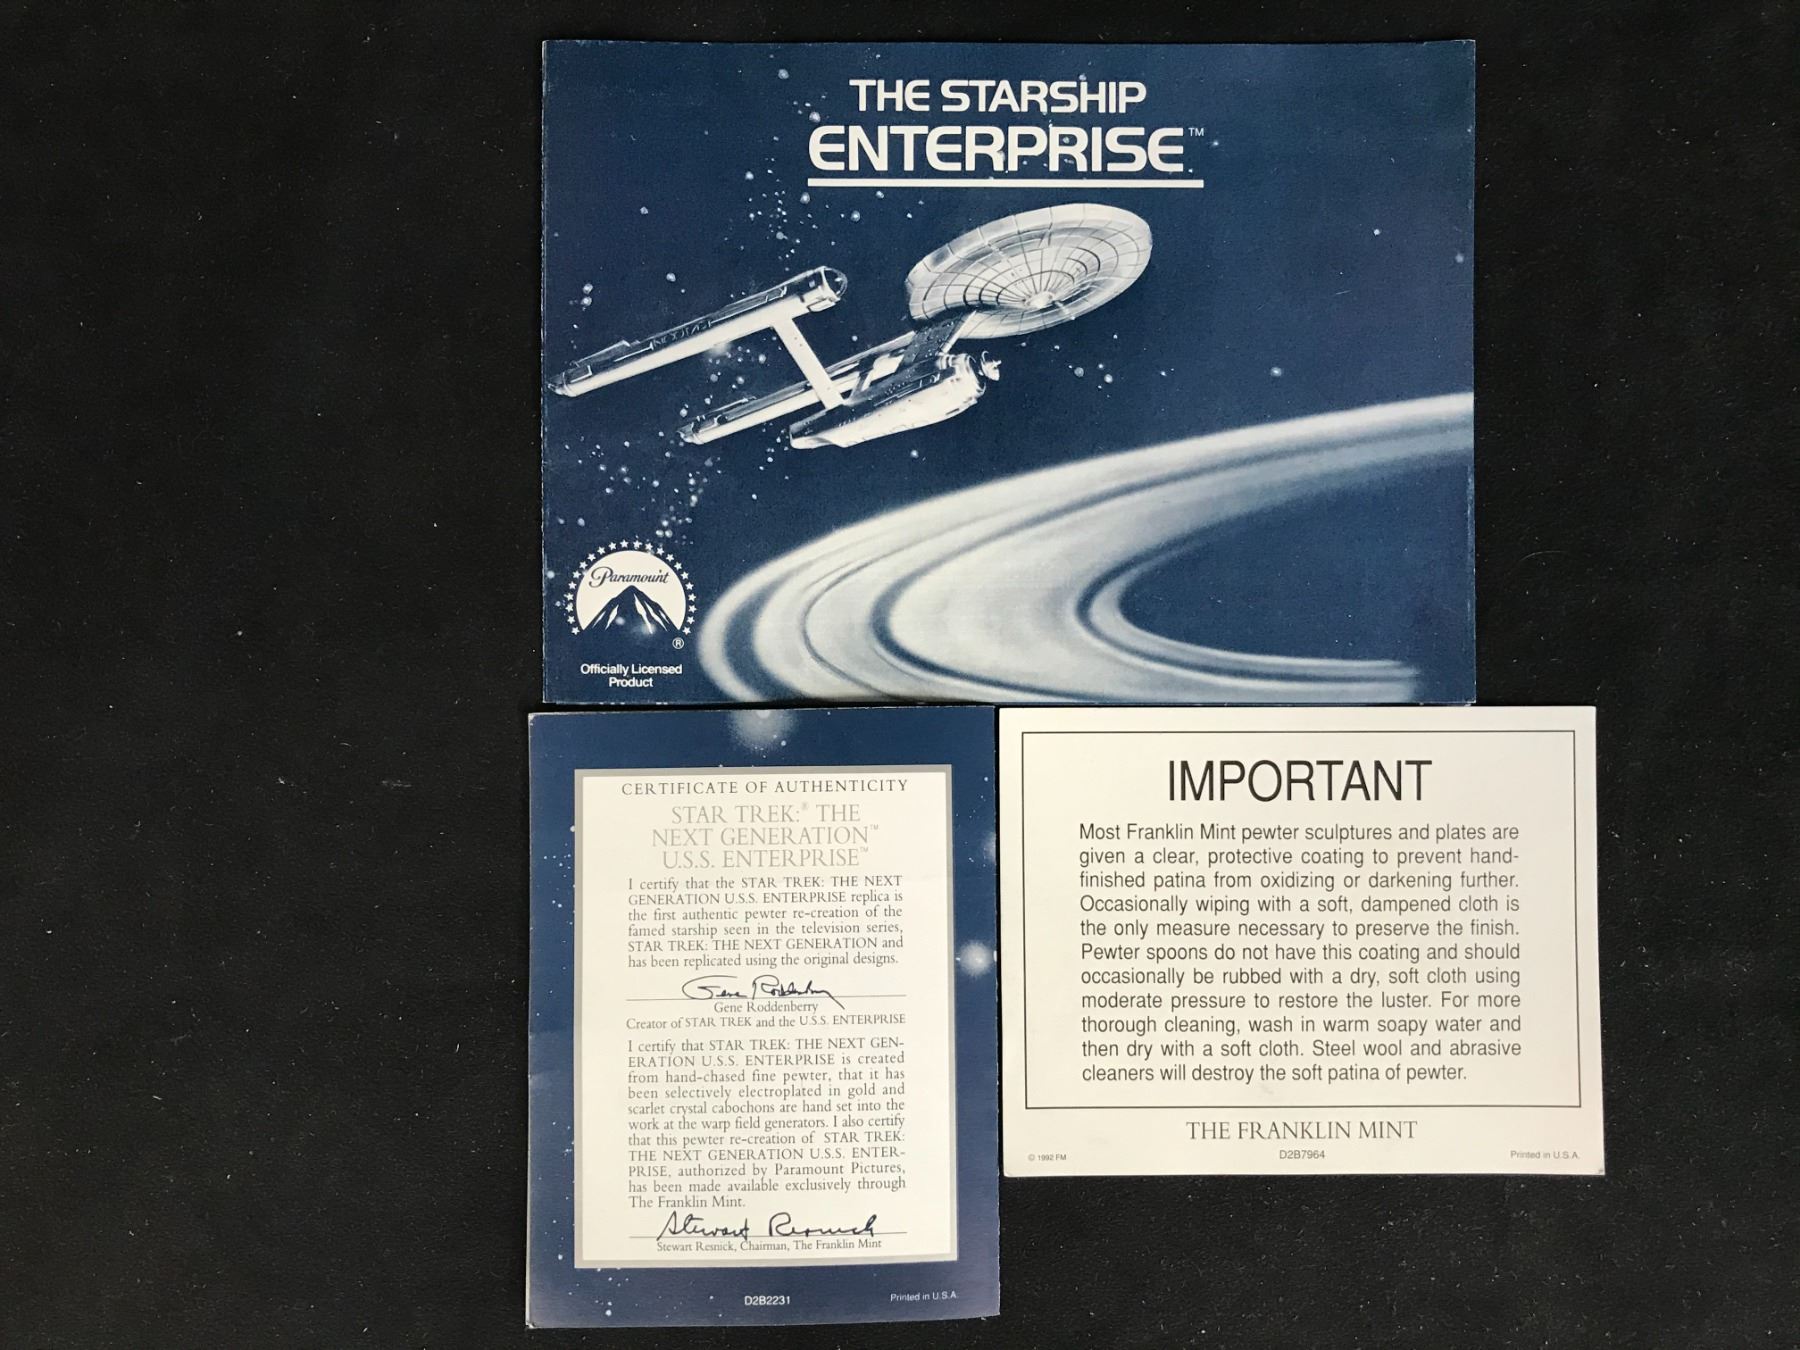 THE STARSHIP
ENTERPRISE™
Paramount
®
Officially Licensed
Product
CERTIFICATE OF AUTHENTICITY
STAR TREK:® THE
NEXT GENERATION™
U.S.S. ENTERPRISE™
I certify that the STAR TREK: THE NEXT
GENERATION U.S.S. ENTERPRISE replica is
the first authentic pewter re-creation of the
famed starship seen in the television series,
STAR TREK: THE NEXT GENERATION and
has been replicated using the original designs.
Gene Roddenberry
Gene Roddenberry
Creator of STAR TREK and the U.S.S. ENTERPRISE
I certify that STAR TREK: THE NEXT GEN-
ERATION U.S.S. ENTERPRISE is created
from hand-chased fine pewter, that it has
been selectively electroplated in gold and
scarlet crystal cabochons are hand set into the
work at the warp field generators. I also certify
that this pewter re-creation of STAR TREK:
THE NEXT GENERATION U.S.S. ENTER-
PRISE, authorized by Paramount Pictures,
has been made available exclusively through
The Franklin Mint.
Stewart Resnick
Stewart Resnick, Chairman, The Franklin Mint
D2B2231
Printed in U.S.A.
IMPORTANT
Most Franklin Mint pewter sculptures and plates are
given a clear, protective coating to prevent hand-
finished patina from oxidizing or darkening further.
Occasionally wiping with a soft, dampened cloth is
the only measure necessary to preserve the finish.
Pewter spoons do not have this coating and should
occasionally be rubbed with a dry, soft cloth using
moderate pressure to restore the luster. For more
thorough cleaning, wash in warm soapy water and
then dry with a soft cloth. Steel wool and abrasive
cleaners will destroy the soft patina of pewter.
THE FRANKLIN MINT
© 1992 FM
D2B7964
Printed in U.S.A.